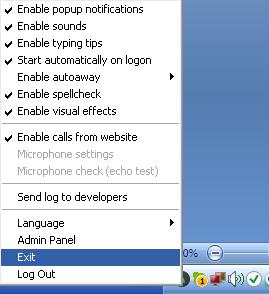 Enable popup notifications
Enable sounds
Enable typing tips
Start automatically on logon
Enable autoaway
Enable spellcheck
Enable visual effects
Enable calls from website
Microphone settings
Microphone check (echo test)
Send log to developers
Language
Admin Panel
Exit
Log Out
0%
1